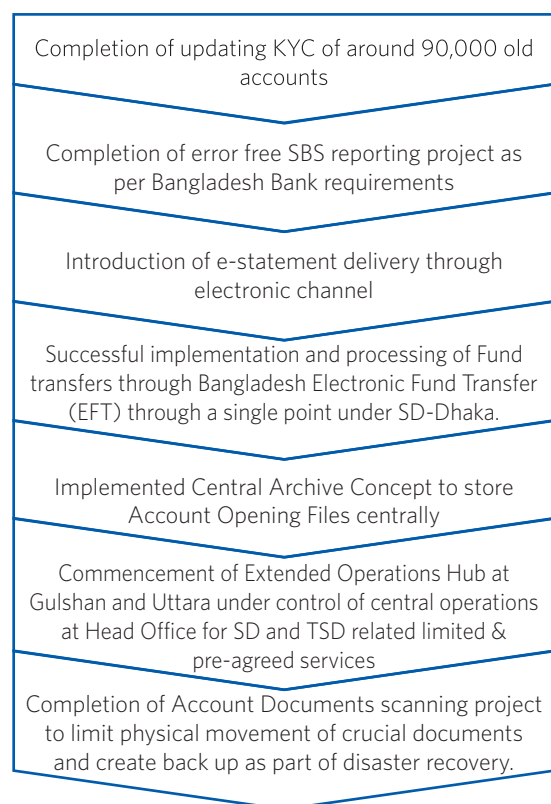 Completion of updating KYC of around 90,000 old
accounts
Completion of error free SBS reporting project as
per Bangladesh Bank requirements
Introduction of e-statement delivery through
electronic channel
Successful implementation and processing of Fund
transfers through Bangladesh Electronic Fund Transfer
(EFT) through a single point under SD-Dhaka.
Implemented Central Archive Concept to store
Account Opening Files centrally
Commencement of Extended Operations Hub at
Gulshan and Uttara under control of central operations
at Head Office for SD and TSD related limited &
pre-agreed services
Completion of Account Documents scanning project
to limit physical movement of crucial documents
and create back up as part of disaster recovery.